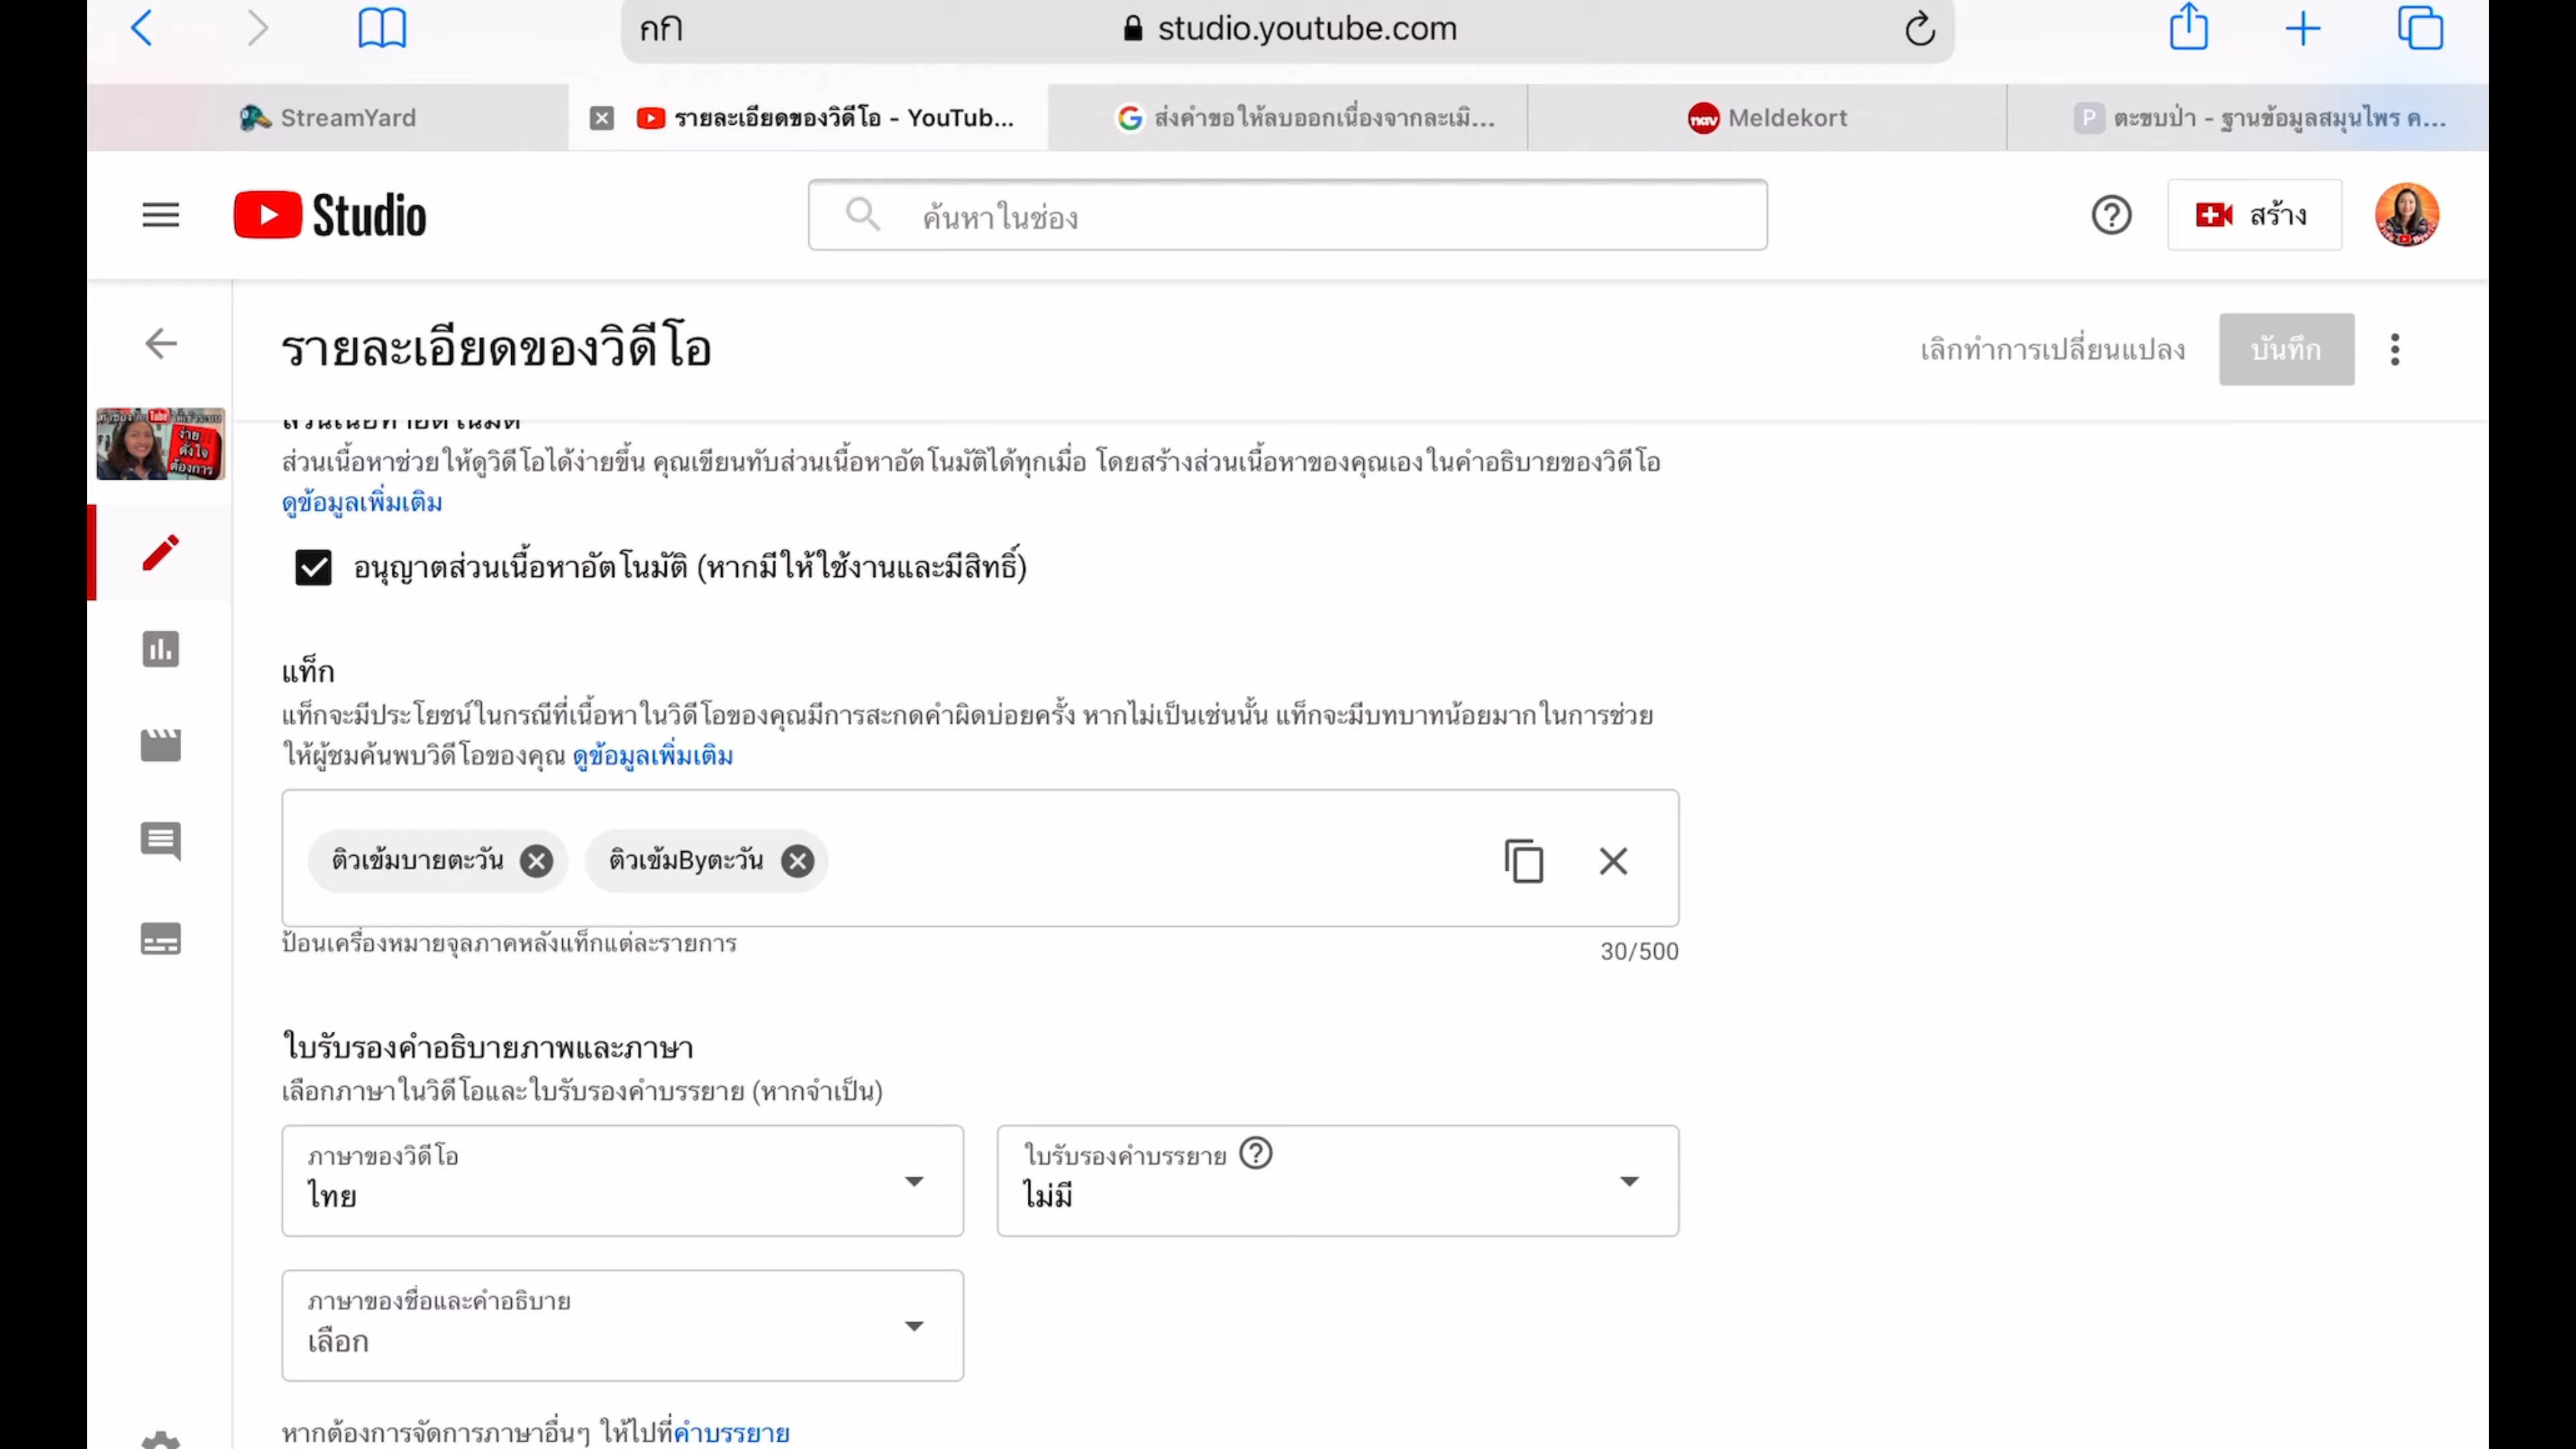 กก studio.youtube.com
StreamYard
รายละเอียดของวิดีโอ - YouTub...
ส่งคำขอให้ลบออกเนื่องจากละเมิ...
nav Meldekort
P ตะขบป่า - ฐานข้อมูลสมุนไพร ค...
Studio
ค้นหาในช่อง
สร้าง
รายละเอียดของวิดีโอ
เลิกทำการเปลี่ยนแปลง
บันทึก
ง่าย
ตั้งใจ
ต้องการ
ส่วนเนื้อหาอัตโนมัติ
ส่วนเนื้อหาช่วยให้ดูวิดีโอได้ง่ายขึ้น คุณเขียนทับส่วนเนื้อหาอัตโนมัติได้ทุกเมื่อ โดยสร้างส่วนเนื้อหาของคุณเองในคำอธิบายของวิดีโอ
ดูข้อมูลเพิ่มเติม
อนุญาตส่วนเนื้อหาอัตโนมัติ (หากมีให้ใช้งานและมีสิทธิ์)
แท็ก
แท็กจะมีประโยชน์ในกรณีที่เนื้อหาในวิดีโอของคุณมีการสะกดคำผิดบ่อยครั้ง หากไม่เป็นเช่นนั้น แท็กจะมีบทบาทน้อยมากในการช่วย
ให้ผู้ชมค้นพบวิดีโอของคุณ ดูข้อมูลเพิ่มเติม
ติวเข้มบายตะวัน
ติวเข้มByตะวัน
ป้อนเครื่องหมายจุลภาคหลังแท็กแต่ละรายการ
30/500
ใบรับรองคำอธิบายภาพและภาษา
เลือกภาษาในวิดีโอและใบรับรองคำบรรยาย (หากจำเป็น)
ภาษาของวิดีโอ
ไทย
ใบรับรองคำบรรยาย
ไม่มี
ภาษาของชื่อและคำอธิบาย
เลือก
หากต้องการจัดการภาษาอื่นๆ ให้ไปที่คำบรรยาย